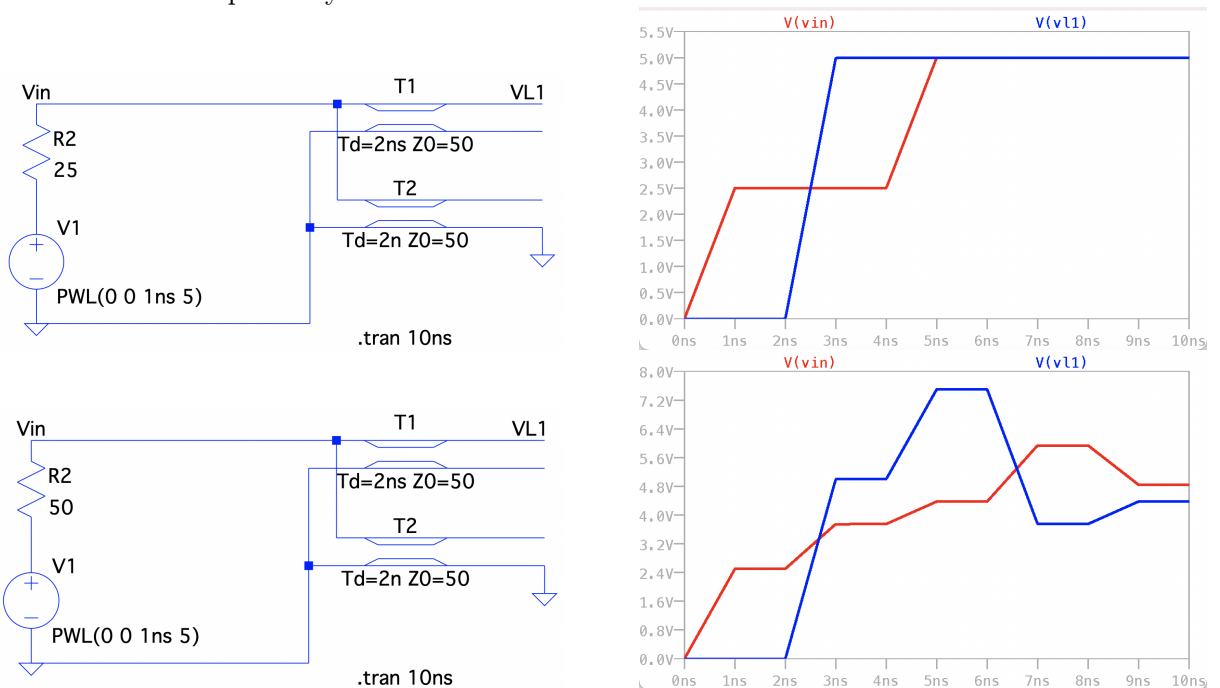 Vin
T1
VL1
R2
25
Td=2ns Z0=50
T2
V1
Td=2n Z0=50
PWL(0 0 1ns 5)
.tran 10ns
V(vin)
V(vl1)
5.5V
5.0V
4.5V
4.0V
3.5V
3.0V
2.5V
2.0V
1.5V
1.0V
0.5V
0.0V
0ns 1ns 2ns 3ns 4ns 5ns 6ns 7ns 8ns 9ns 10ns
Vin
T1
VL1
R2
50
Td=2ns Z0=50
T2
V1
Td=2n Z0=50
PWL(0 0 1ns 5)
.tran 10ns
V(vin)
V(vl1)
8.0V
7.2V
6.4V
5.6V
4.8V
4.0V
3.2V
2.4V
1.6V
0.8V
0.0V
0ns 1ns 2ns 3ns 4ns 5ns 6ns 7ns 8ns 9ns 10ns